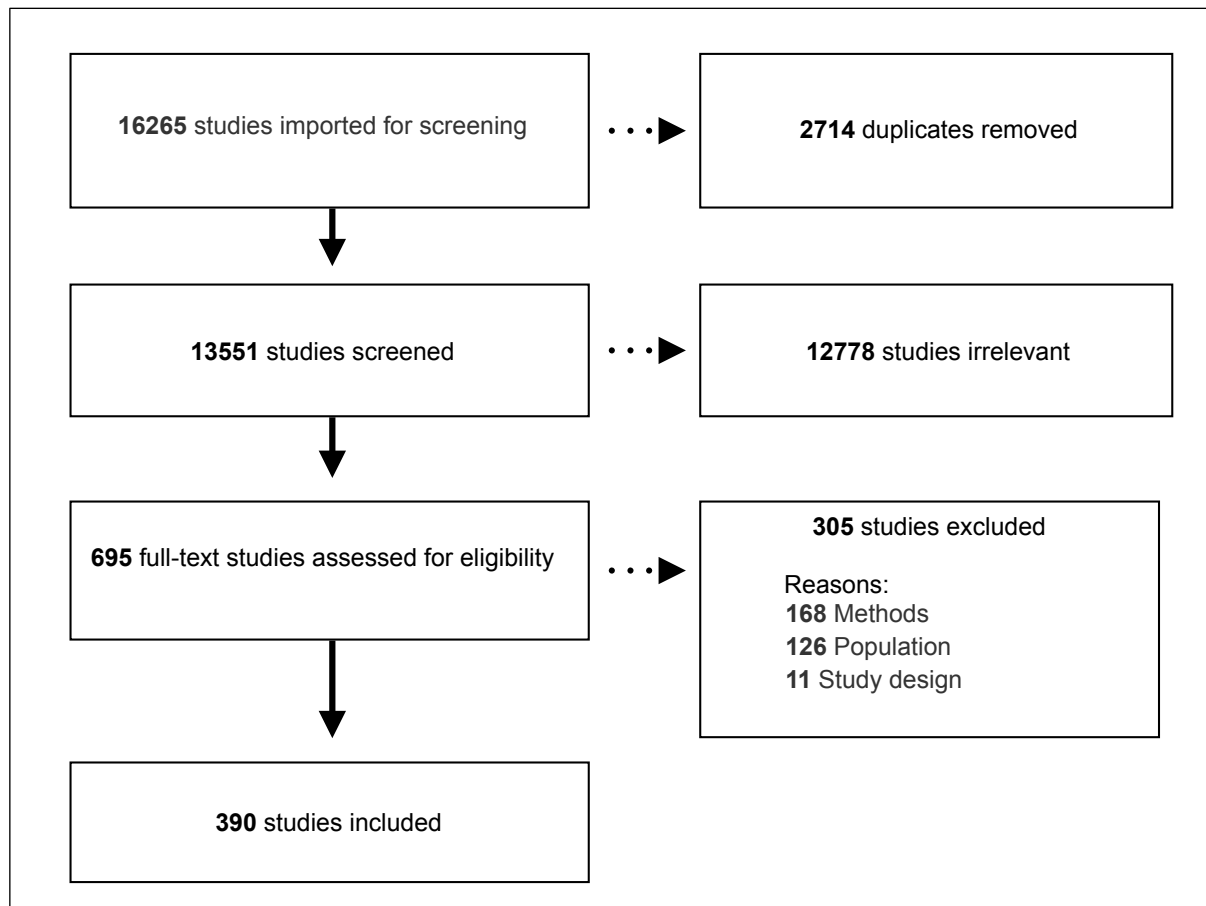 16265 studies imported for screening
2714 duplicates removed
13551 studies screened
12778 studies irrelevant
695 full-text studies assessed for eligibility
305 studies excluded
Reasons:
168 Methods
126 Population
11 Study design
390 studies included